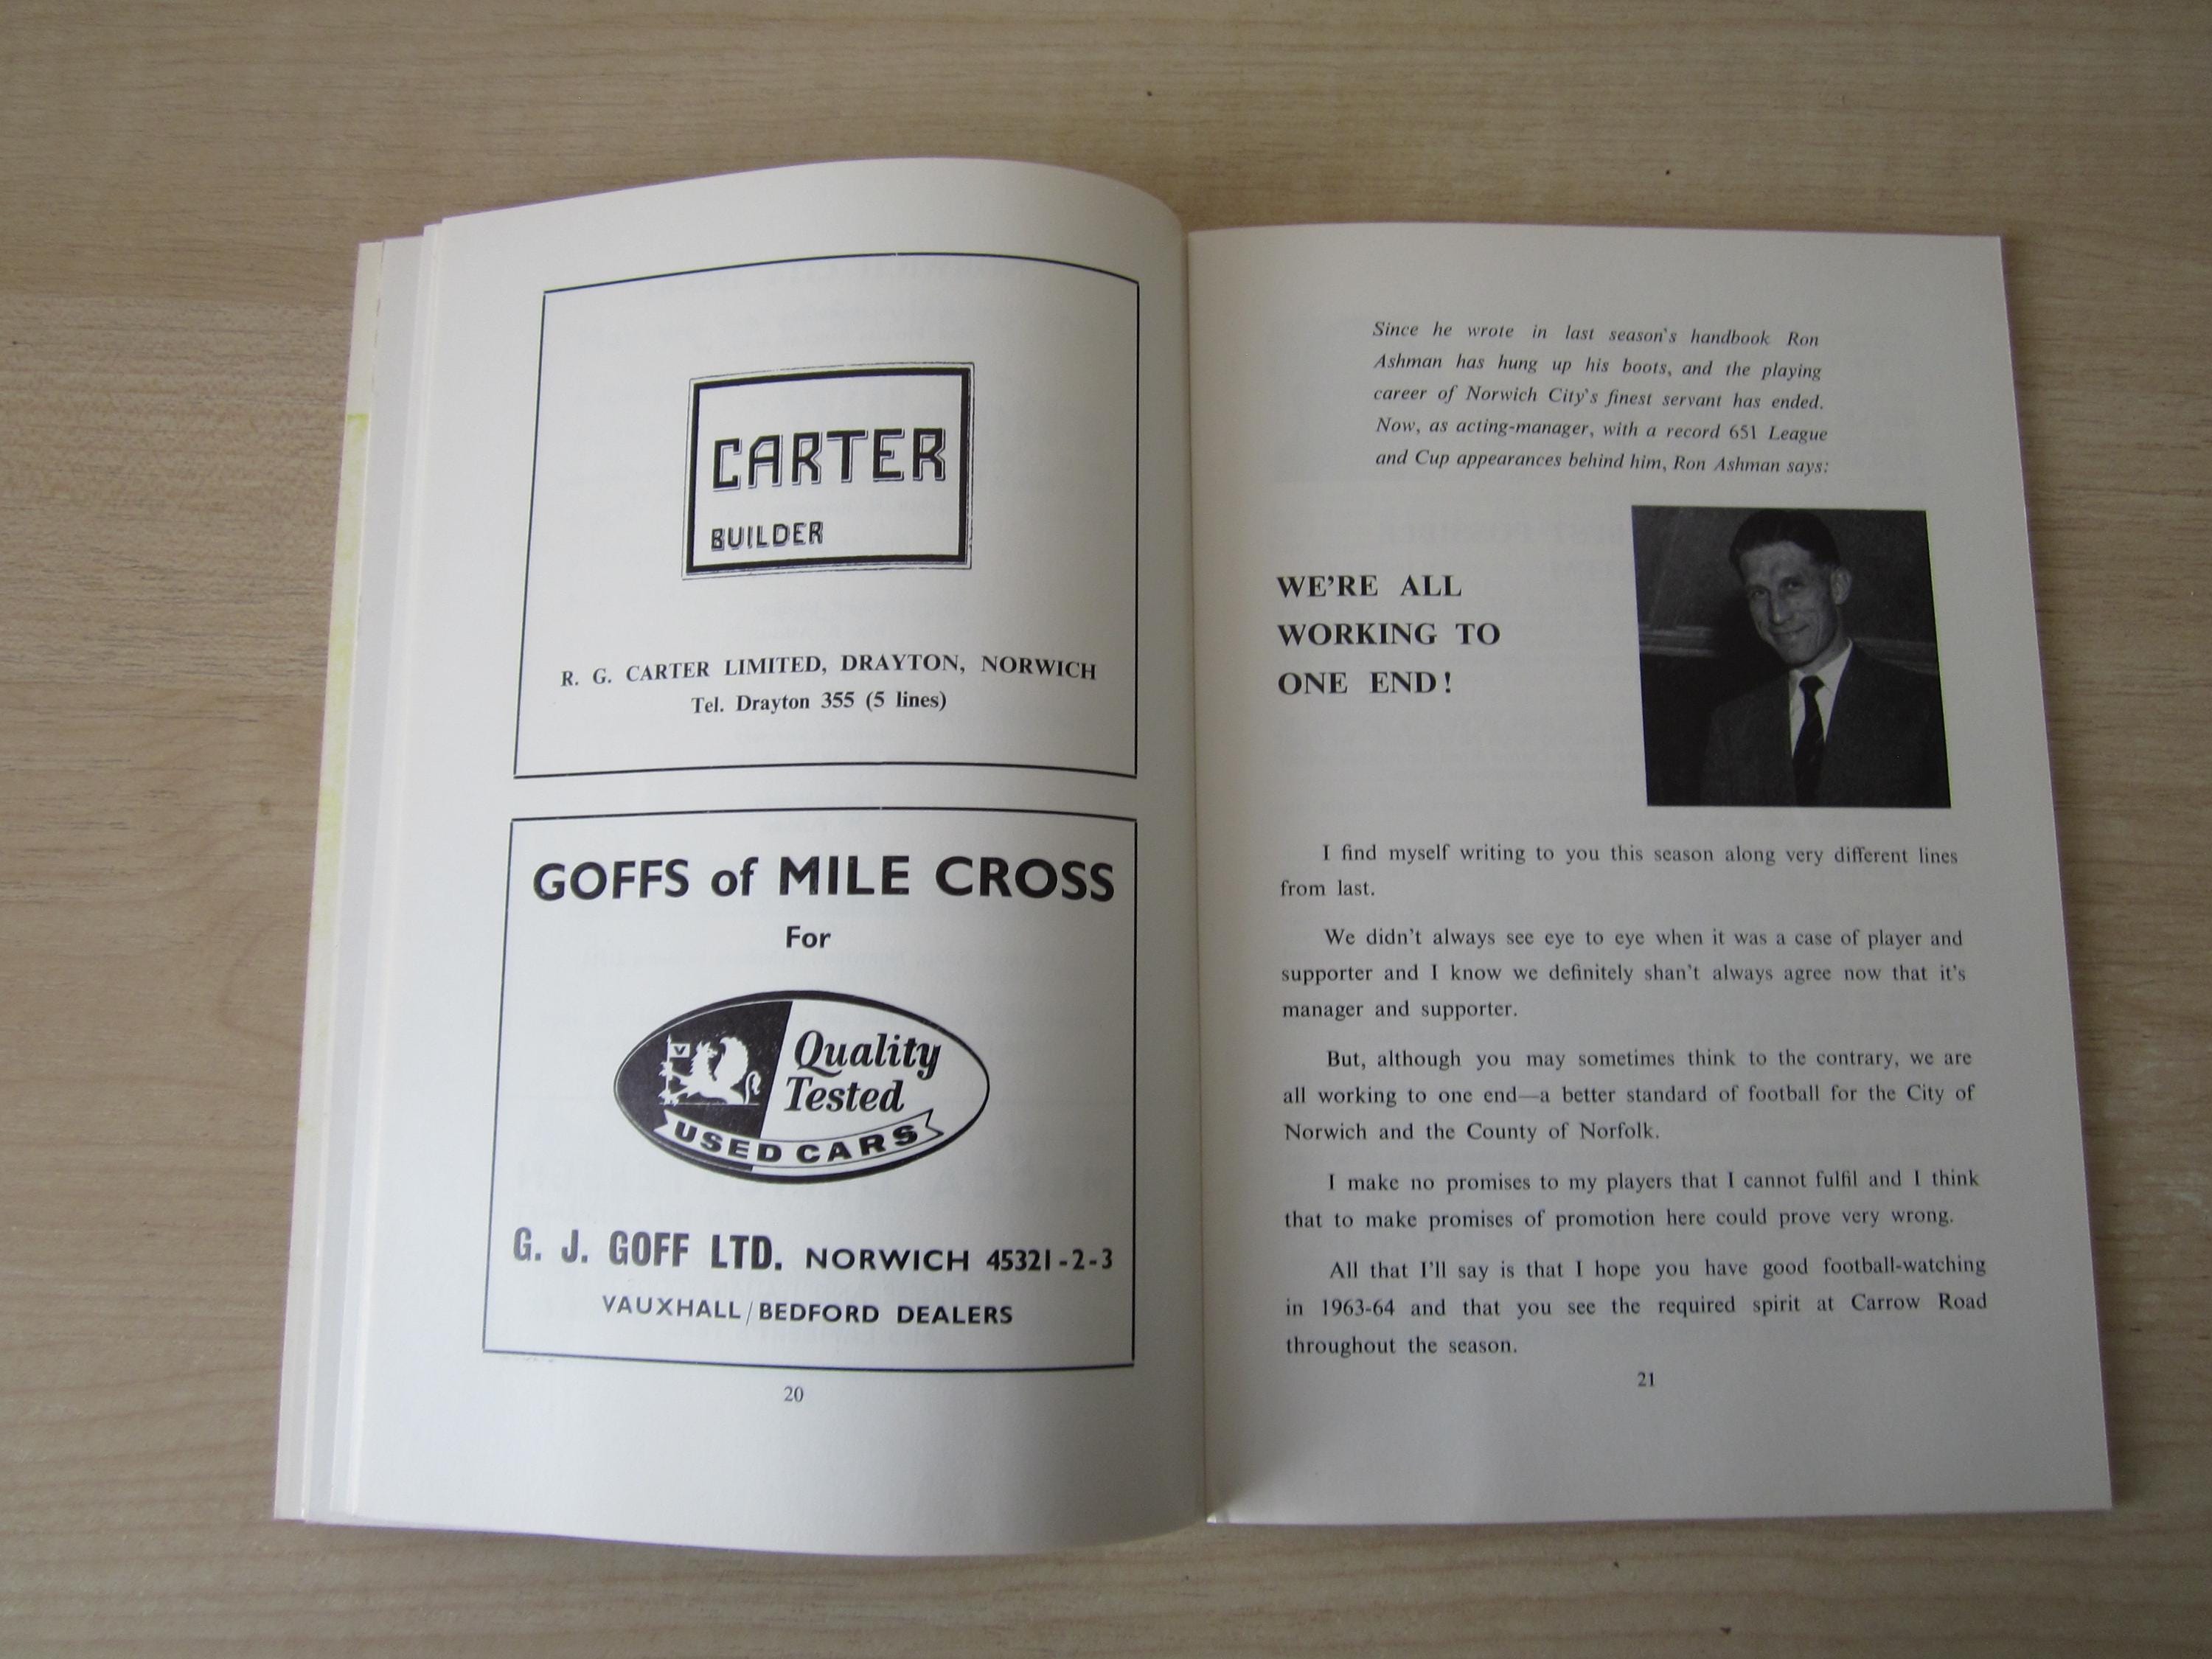 CARTER
BUILDER
R. G. CARTER LIMITED, DRAYTON, NORWICH
Tel. Drayton 355 (5 lines)
GOFFS of MILE CROSS
For
V
Quality
Tested
USED CARS
G. J. GOFF LTD. NORWICH 45321-2-3
VAUXHALL/BEDFORD DEALERS
20
Since he wrote in last season's handbook Ron
Ashman has hung up his boots, and the playing
career of Norwich City's finest servant has ended.
Now, as acting-manager, with a record 651 League
and Cup appearances behind him, Ron Ashman says:
WE'RE ALL
WORKING TO
ONE END!
I find myself writing to you this season along very different lines
from last.
We didn't always see eye to eye when it was a case of player and
supporter and I know we definitely shan't always agree now that it's
manager and supporter.
But, although you may sometimes think to the contrary, we are
all working to one end—a better standard of football for the City of
Norwich and the County of Norfolk.
I make no promises to my players that I cannot fulfil and I think
that to make promises of promotion here could prove very wrong.
All that I'll say is that I hope you have good football-watching
in 1963-64 and that you see the required spirit at Carrow Road
throughout the season.
21